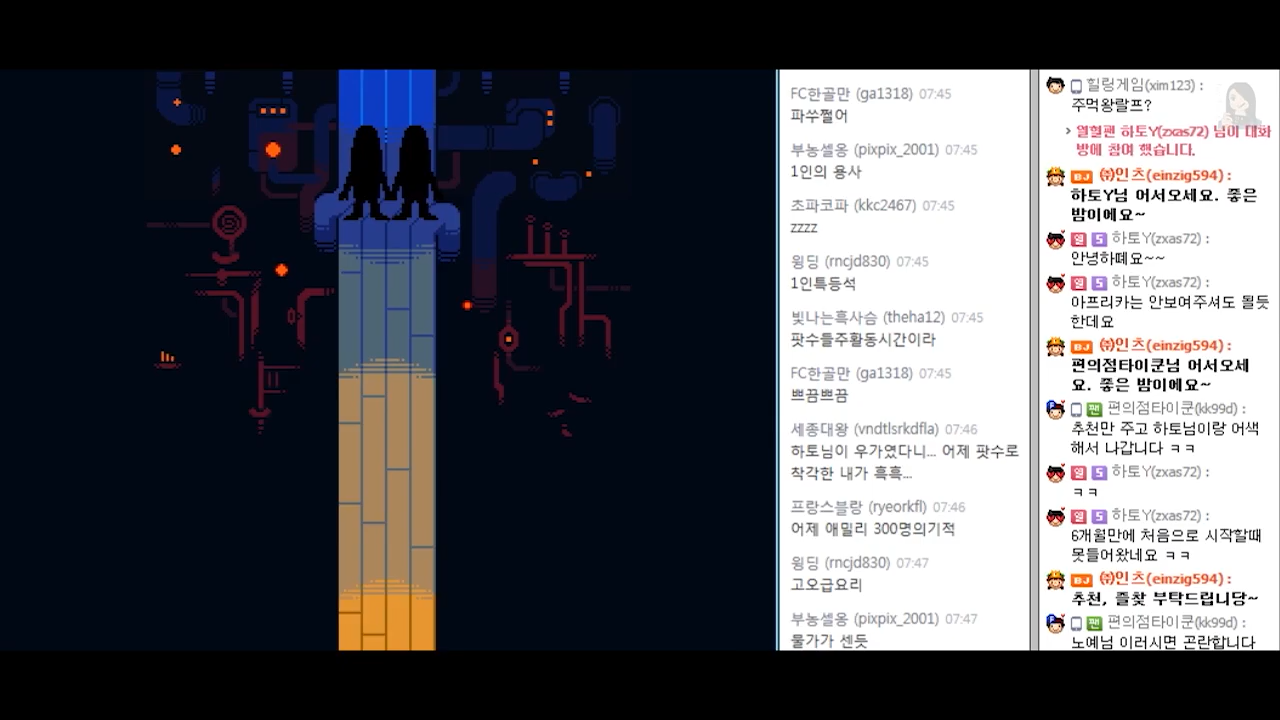 FC한골만 (ga1318) 07:45
파쑤쩔어
부농셀옹 (pixpix_2001) 07:45
1인의 용사
초파코파 (kkc2467) 07:45
zzzz
윙딩 (rncjd830) 07:45
1인특등석
빛나는흑사슴 (theha12) 07:45
팟수들주활동시간이라
FC한골만 (ga1318) 07:45
쁘끔쁘끔
세종대왕 (vndtlsrkdfla) 07:46
하토님이 우가였다니... 어제 팟수로
착각한 내가 흑흑...
프랑스블랑 (ryeorkfl) 07:46
어제 애밀리 300명의기적
윙딩 (rncjd830) 07:47
고오급요리
부농셀옹 (pixpix_2001) 07:47
물가가 센듯
힐링게임(xim123) :
주먹왕랄프?
> 열혈팬 하토Y(zxas72) 님이 대화
방에 참여 했습니다.
BJ ㈜인츠(einzig594) :
하토Y님 어서오세요. 좋은
밤이에요~
열 S 하토Y(zxas72) :
안녕하떼요~~
열 S 하토Y(zxas72) :
아프리카는 안보여주셔도 될듯
한데요
BJ ㈜인츠(einzig594) :
편의점타이쿤님 어서오세
요. 좋은 밤이에요~
팬 편의점타이쿤(kk99d) :
추천만 주고 하토님이랑 어색
해서 나갑니다 ㅋㅋ
열 S 하토Y(zxas72) :
ㅋㅋ
열 S 하토Y(zxas72) :
6개월만에 처음으로 시작할때
못들어왔네요 ㅋㅋ
BJ ㈜인츠(einzig594) :
추천, 즐찾 부탁드립니당~
팬 편의점타이쿤(kk99d) :
노예님 이러시면 곤란합니다